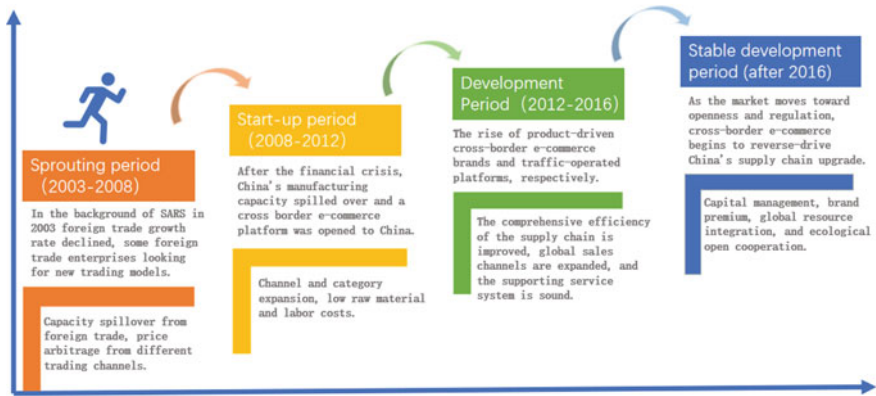 Sprouting period
(2003-2008)
In the background of SARS in
2003 foreign trade growth
rate declined, some foreign
trade enterprises looking
for new trading models.
Capacity spillover from
foreign trade, price
arbitrage from different
trading channels.
Start-up period
(2008-2012)
After the financial crisis,
China's manufacturing
capacity spilled over and a
cross border e-commerce
platform was opened to China.
Channel and category
expansion, low raw material
and labor costs.
Development
Period (2012-2016)
The rise of product-driven
cross-border e-commerce
brands and traffic-operated
platforms, respectively.
The comprehensive efficiency
of the supply chain is
improved, global sales
channels are expanded, and
the supporting service
system is sound.
Stable development
period (after 2016)
As the market moves toward
openness and regulation,
cross-border e-commerce
begins to reverse-drive
China's supply chain upgrade.
Capital management, brand
premium, global resource
integration, and ecological
open cooperation.